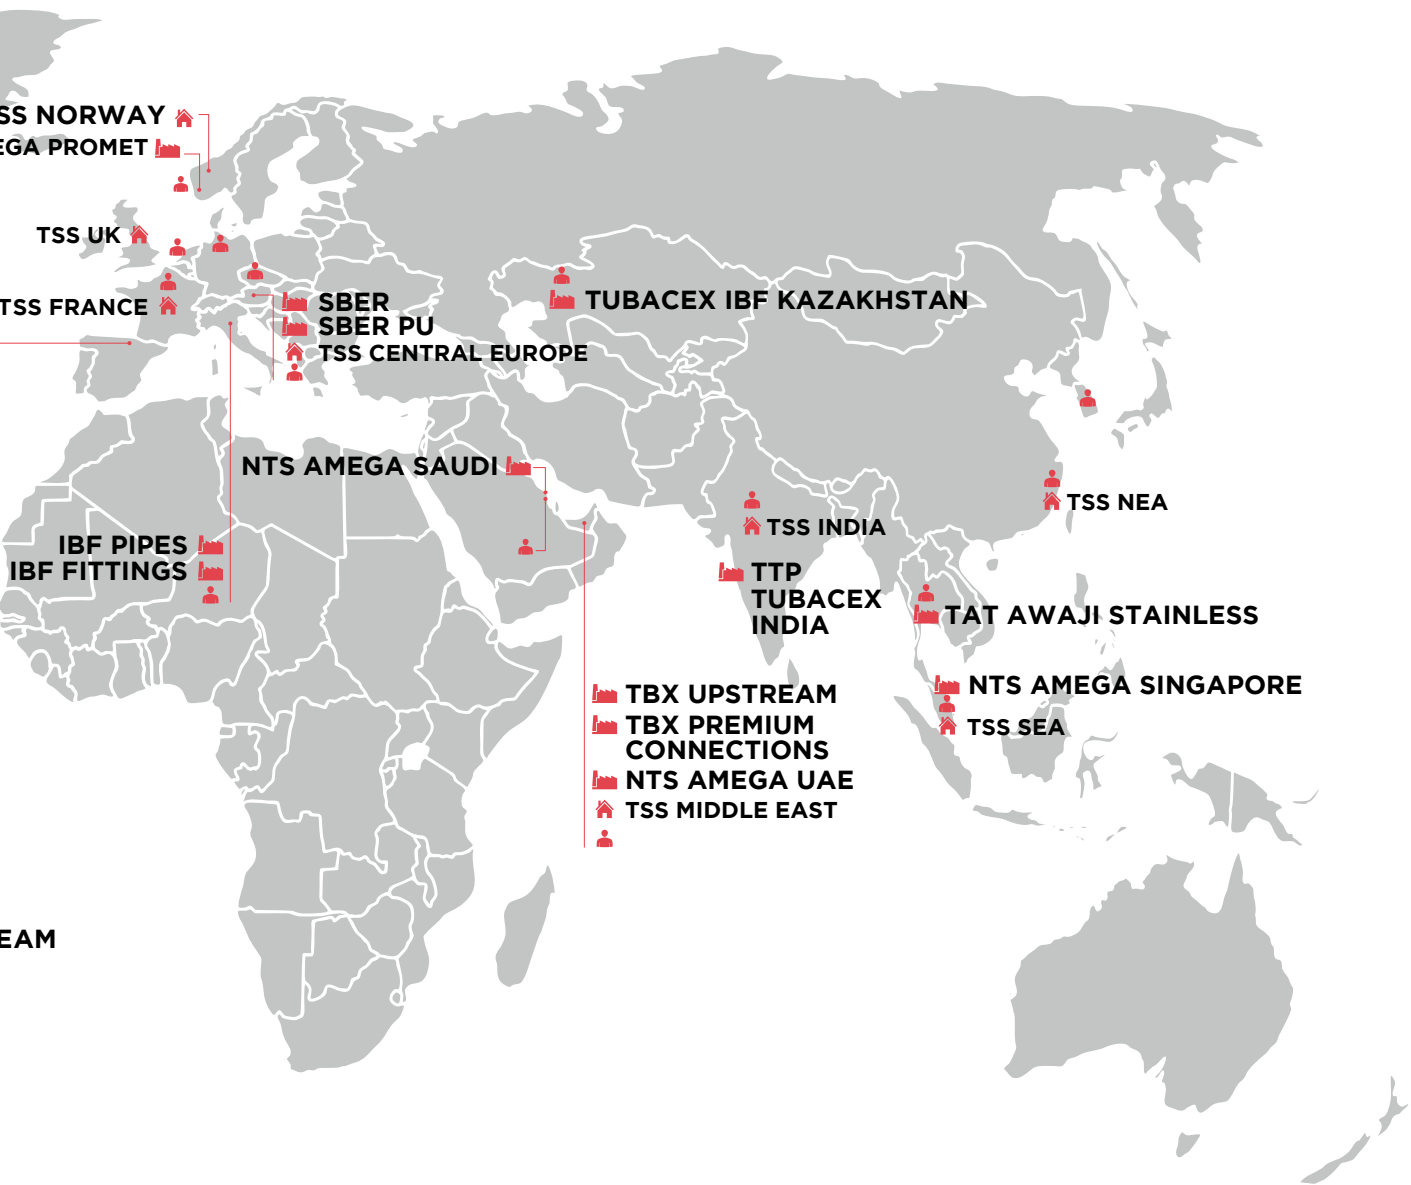 SS NORWAY
EGA PROMET
TSS UK
TSS FRANCE
SBER
SBER PU
TSS CENTRAL EUROPE
TUBACEX IBF KAZAKHSTAN
NTS AMEGA SAUDI
TSS NEA
TSS INDIA
IBF PIPES
IBF FITTINGS
TTP
TUBACEX
INDIA
TAT AWAJI STAINLESS
NTS AMEGA SINGAPORE
TSS SEA
TBX UPSTREAM
TBX PREMIUM
CONNECTIONS
NTS AMEGA UAE
TSS MIDDLE EAST
EAM